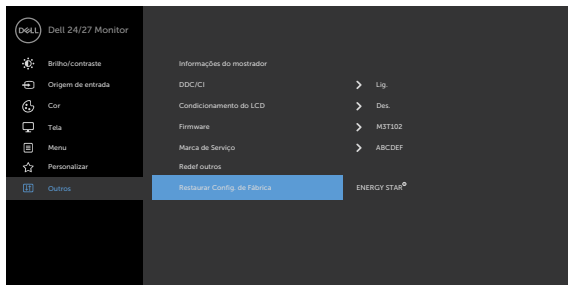 DELL Dell 24/27 Monitor
Brilho/contraste Informações do mostrador
Origem de entrada DDC/CI Lig.
Cor Condicionamento do LCD Des.
Tela Firmware M3T102
Menu Marca de Serviço ABCDEF
Personalizar Redef outros
Outros Restaurar Config. de Fábrica ENERGY STAR®